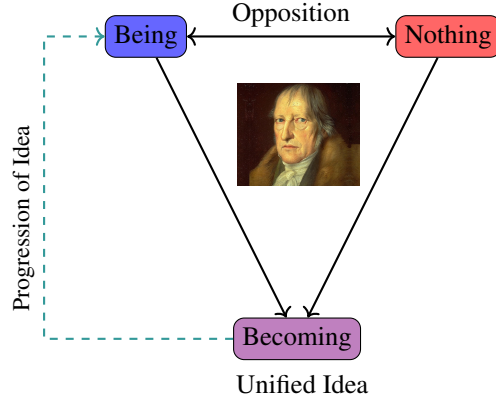 Opposition
Being
Nothing
Progression of Idea
Becoming
Unified Idea